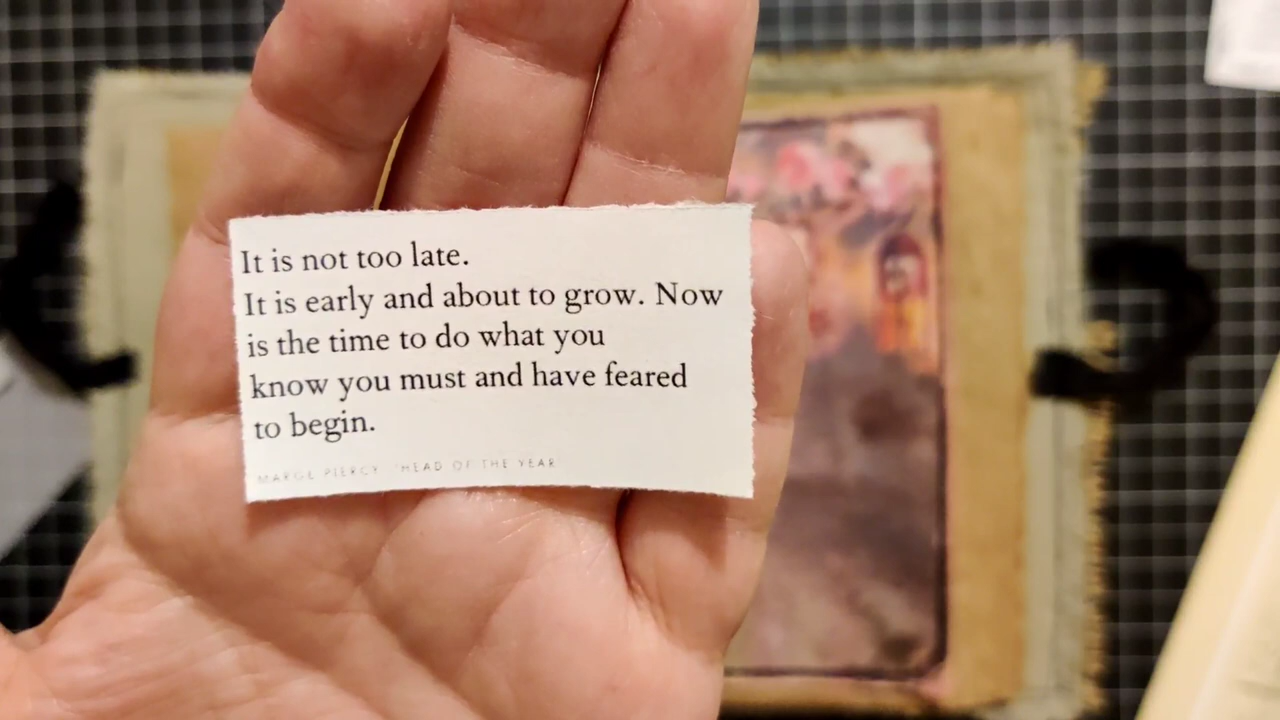 It is not too late.
It is early and about to grow. Now
is the time to do what you
know you must and have feared
to begin.
MARGE PIERCY "HEAD OF THE YEAR